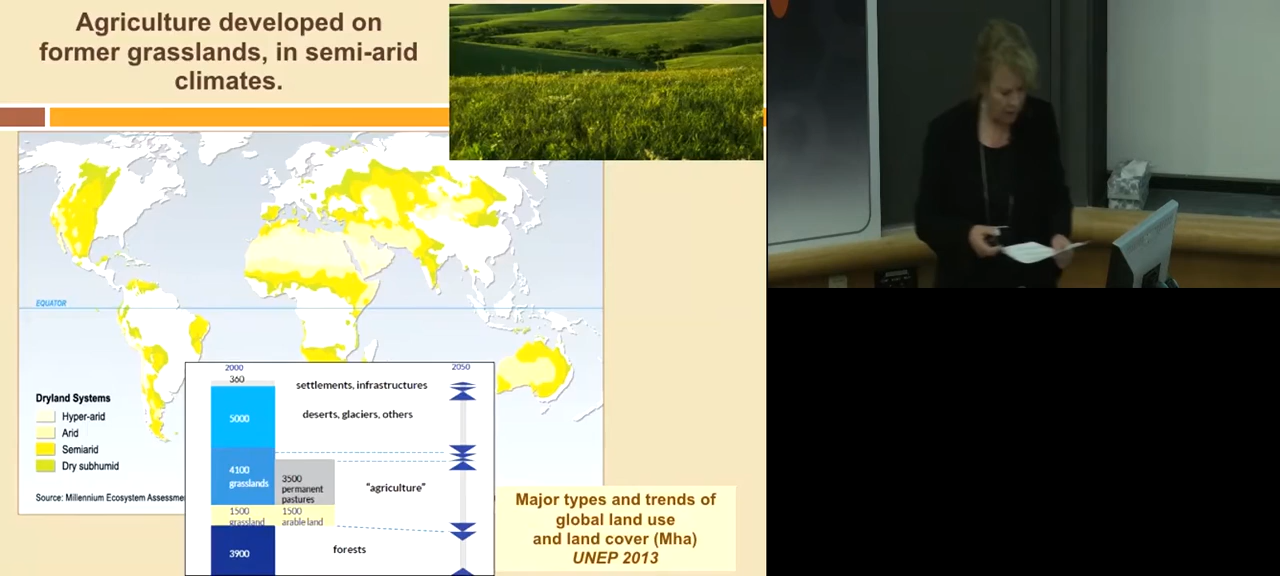 Agriculture developed on
former grasslands, in semi-arid
climates.
EQUATOR
Dryland Systems
Hyper-arid
Arid
Semiarid
Dry subhumid
Source: Millennium Ecosystem
2000
2050
360
settlements, infrastructures
5000
deserts, glaciers, others
4100
grasslands
3500
permanent
pastures
"agriculture"
1500
grassland
1500
arable land
3900
forests
Major types and trends of
global land use
and land cover (Mha)
UNEP 2013